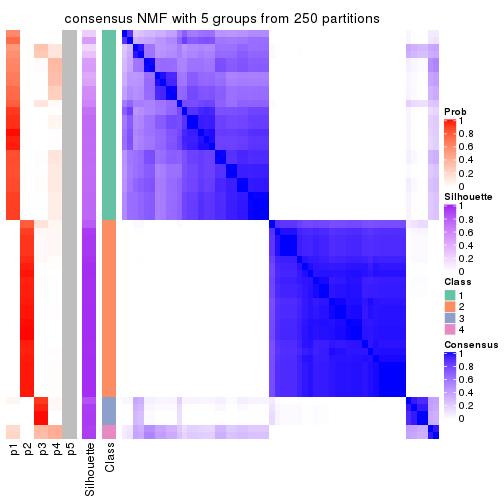 consensus NMF with 5 groups from 250 partitions
Prob
1
0.8
0.6
0.4
0.2
0
Silhouette
1
0.8
0.6
0.4
0.2
0
Class
1
2
3
4
Consensus
1
0.8
0.6
0.4
0.2
0
p1
p2
p3
p4
p5
Silhouette
Class